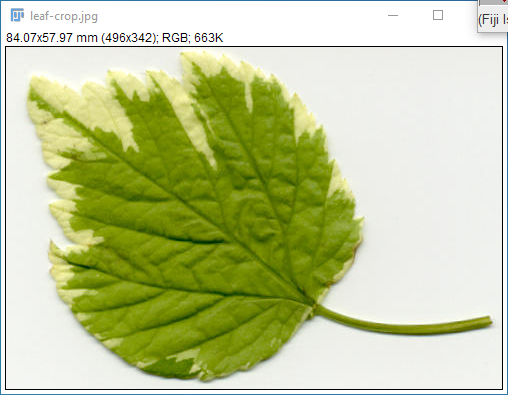 leaf-crop.jpg
(Fiji Is
84.07x57.97 mm (496x342); RGB; 663K